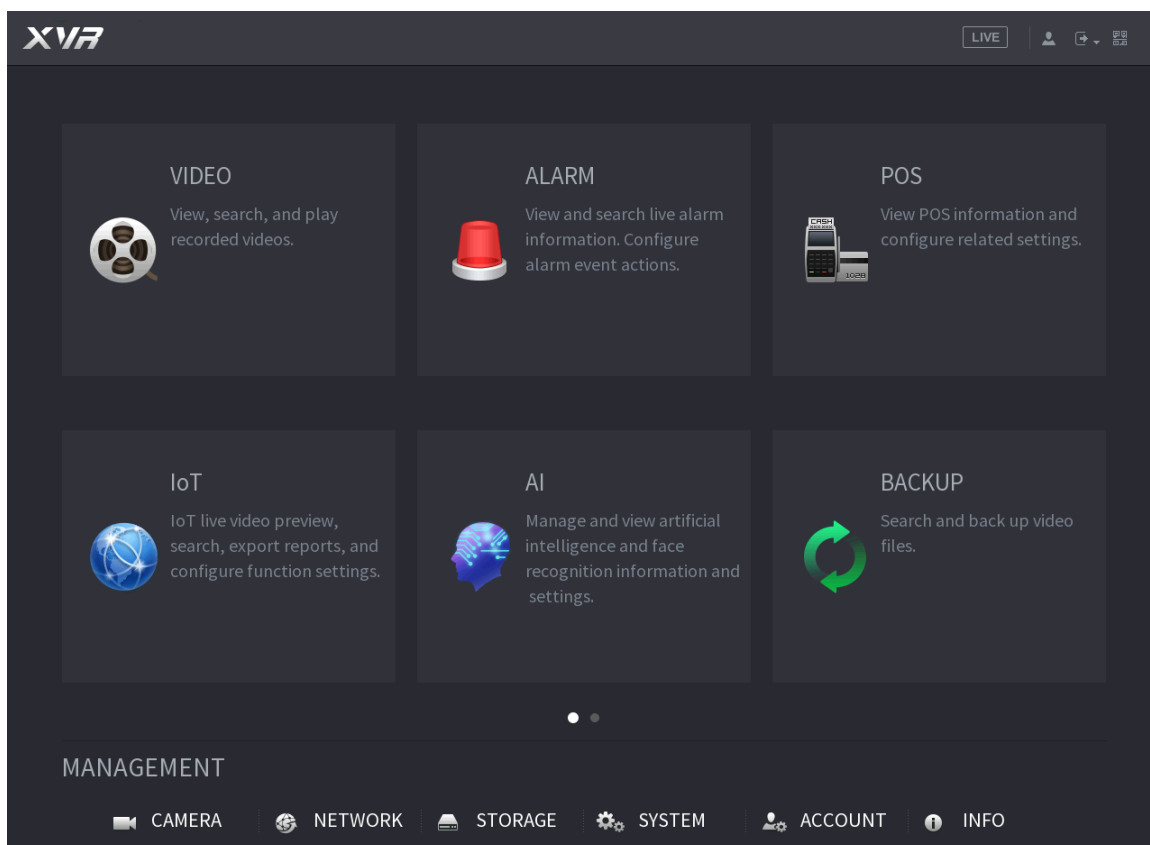 XVR
LIVE
VIDEO
View, search, and play
recorded videos.
ALARM
View and search live alarm
information. Configure
alarm event actions.
POS
View POS information and
configure related settings.
CASH
1028
IoT
IoT live video preview,
search, export reports, and
configure function settings.
AI
Manage and view artificial
intelligence and face
recognition information and
settings.
BACKUP
Search and back up video
files.
MANAGEMENT
CAMERA NETWORK STORAGE SYSTEM ACCOUNT INFO